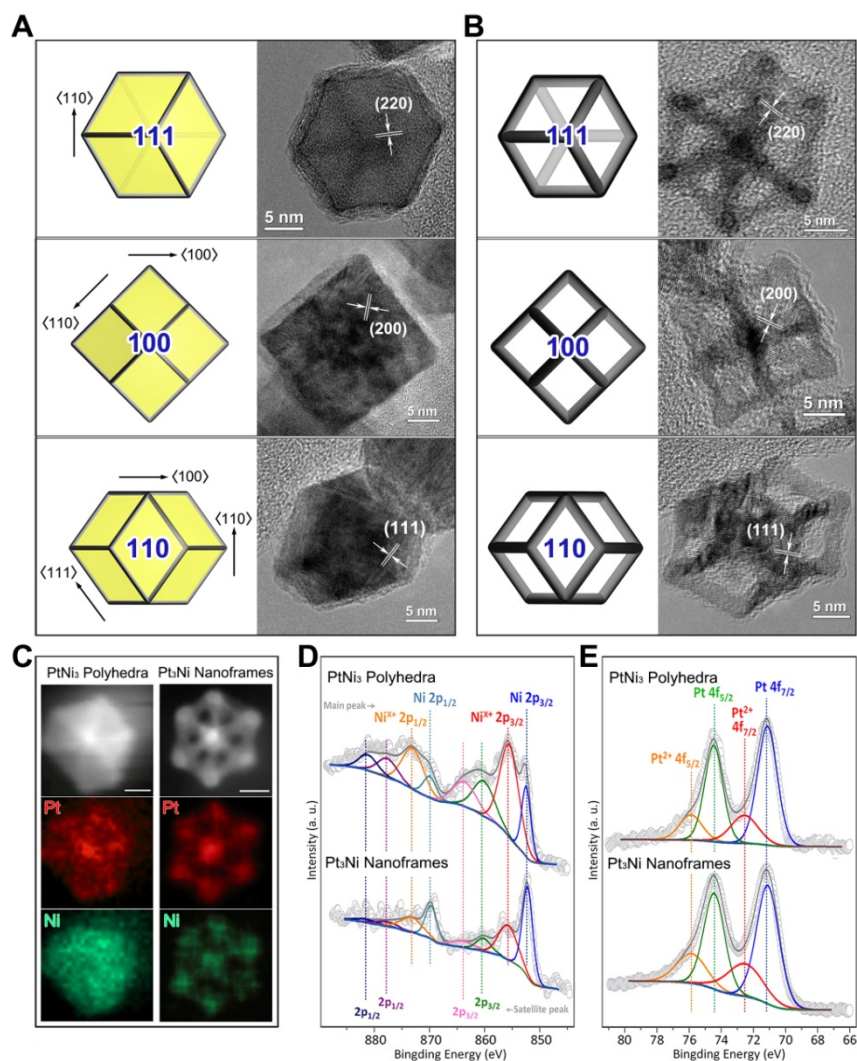 A
⟨110⟩
111
(220)
5 nm
⟨100⟩
⟨110⟩
100
(200)
5 nm
⟨100⟩
⟨110⟩
110
⟨111⟩
(111)
5 nm
B
111
(220)
5 nm
100
(200)
5 nm
110
(111)
5 nm
C
PtNi₃ Polyhedra
Pt₃Ni Nanoframes
Pt
Pt
Ni
Ni
D
PtNi₃ Polyhedra
Main peak→
Ni 2p₁/₂
Ni 2p₃/₂
Niˣ⁺ 2p₁/₂
Niˣ⁺ 2p₃/₂
Pt₃Ni Nanoframes
2p₁/₂
2p₁/₂
2p₃/₂
2p₃/₂
←Satellite peak
Intensity (a. u.)
880 870 860 850
Bingding Energy (eV)
E
PtNi₃ Polyhedra
Pt 4f₅/₂
Pt 4f₇/₂
Pt²⁺
4f₇/₂
Pt²⁺ 4f₅/₂
Pt₃Ni Nanoframes
Intensity (a. u.)
80 78 76 74 72 70 68 66
Bingding Energy (eV)